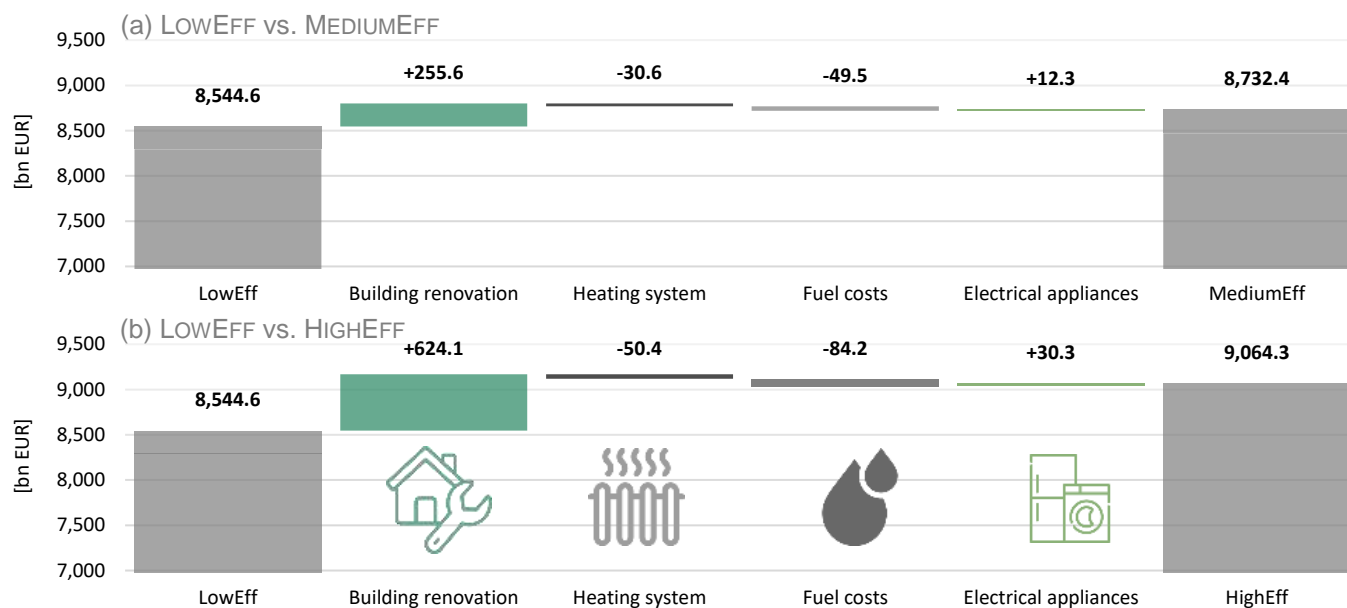 (a) LOWEFF vs. MEDIUMEFF
9,500
9,000
8,500
8,000
7,500
7,000
[bn EUR]
8,544.6
+255.6
-30.6
-49.5
+12.3
8,732.4
LowEff
Building renovation
Heating system
Fuel costs
Electrical appliances
MediumEff
(b) LOWEFF vs. HIGHEFF
9,500
9,000
8,500
8,000
7,500
7,000
[bn EUR]
8,544.6
+624.1
-50.4
-84.2
+30.3
9,064.3
LowEff
Building renovation
Heating system
Fuel costs
Electrical appliances
HighEff